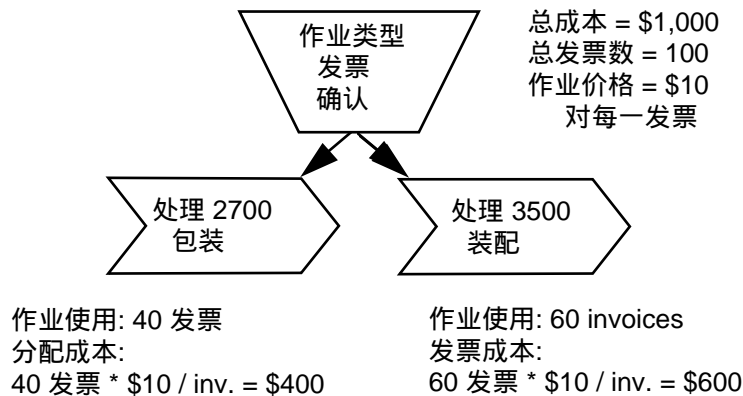 作业类型
发票
确认
总成本 = $1,000
总发票数 = 100
作业价格 = $10
对每一发票
处理 2700
包装
处理 3500
装配
作业使用: 40 发票
分配成本:
40 发票 * $10 / inv. = $400
作业使用: 60 invoices
发票成本:
60 发票 * $10 / inv. = $600